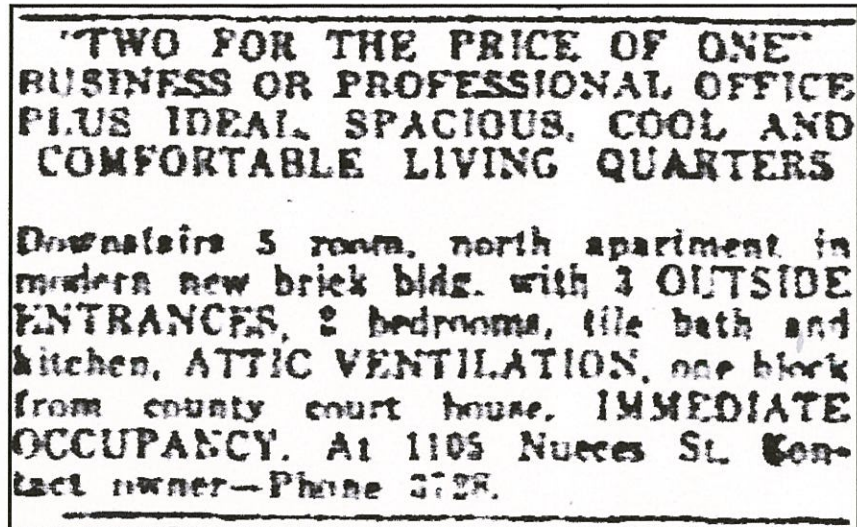 "TWO FOR THE PRICE OF ONE"
BUSINESS OR PROFESSIONAL OFFICE
PLUS IDEAL, SPACIOUS, COOL AND
COMFORTABLE LIVING QUARTERS
Downstairs 5 room, north apartment in
modern new brick bldg. with 3 OUTSIDE
ENTRANCES, 2 bedrooms, tile bath and
kitchen, ATTIC VENTILATION, one block
from county court house. IMMEDIATE
OCCUPANCY. At 1105 Nueces St. Con-
tact owner—Phone